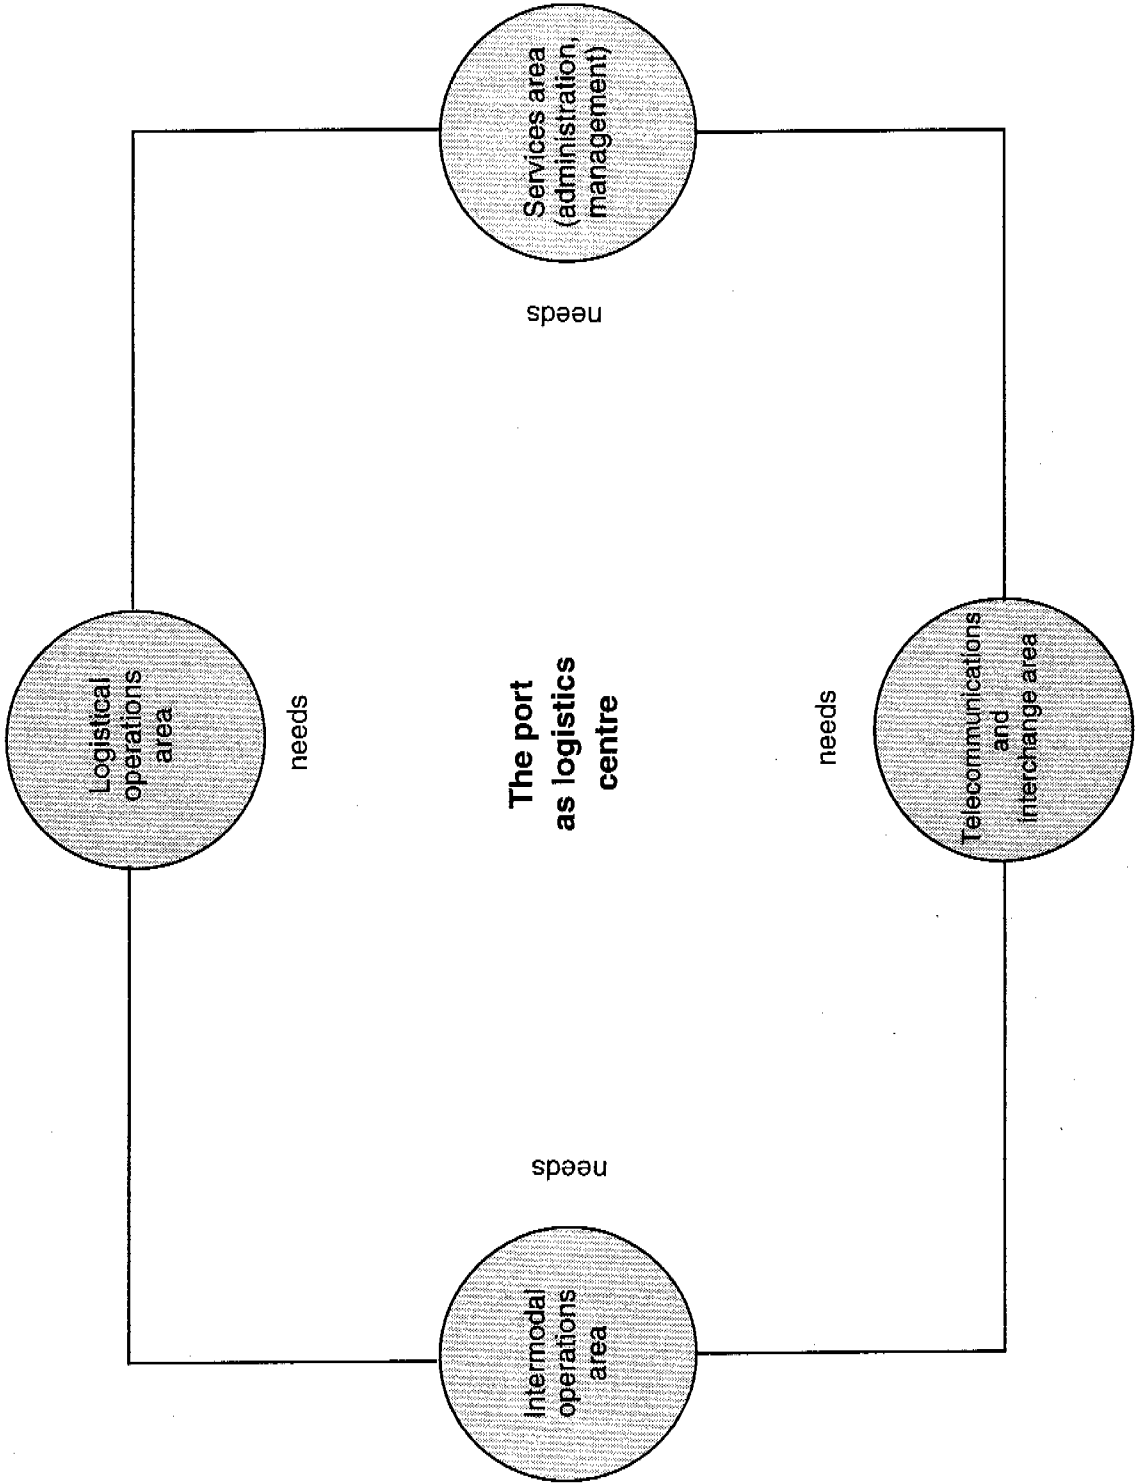 Logistical
operations
area
needs
Intermodal
operations
area
needs
The port
as logistics
centre
needs
Services area
(administration,
management)
needs
Telecommunications
and
interchange area